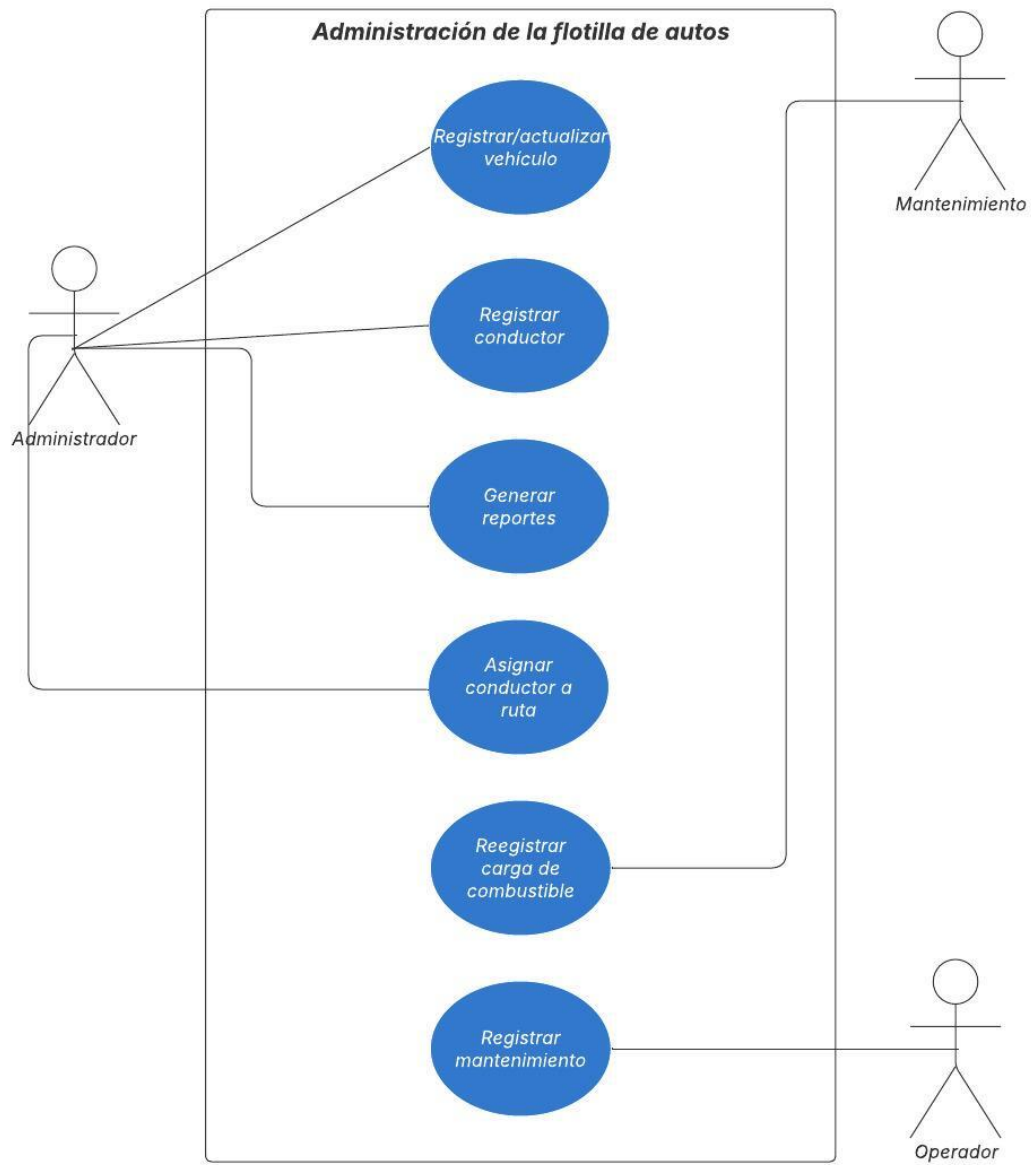 Administración de la flotilla de autos
Registrar/actualizar
vehículo
Mantenimiento
Registrar
conductor
Administrador
Generar
reportes
Asignar
conductor a
ruta
Reegistrar
carga de
combustible
Registrar
mantenimiento
Operador